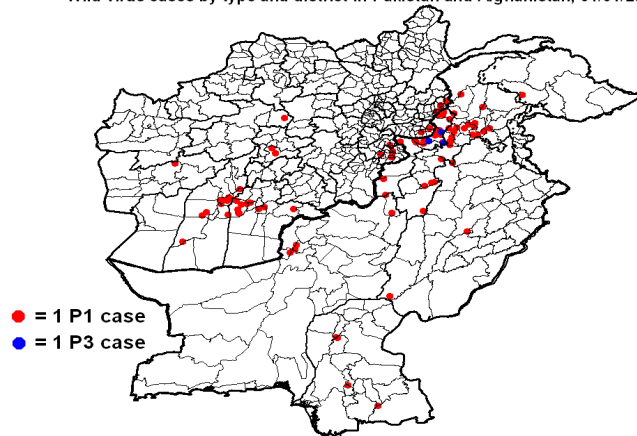 Wild virus cases by type and district in Pakistan and Afghanistan,
= 1 P1 case
= 1 P3 case